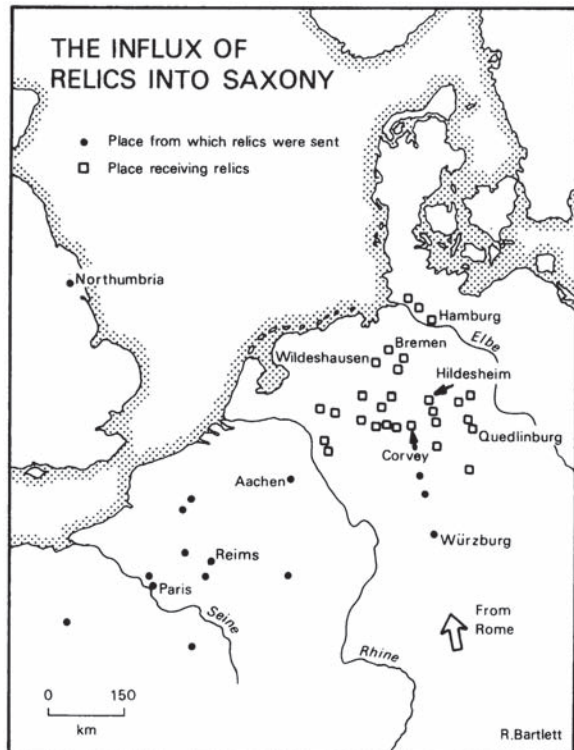 THE INFLUX OF
RELICS INTO SAXONY
Place from which relics were sent
Place receiving relics
Northumbria
Hamburg
Elbe
Bremen
Wildeshausen
Hildesheim
Quedlinburg
Corvey
Aachen
Würzburg
Reims
Paris
Seine
From
Rome
Rhine
0 150
km
R.Bartlett